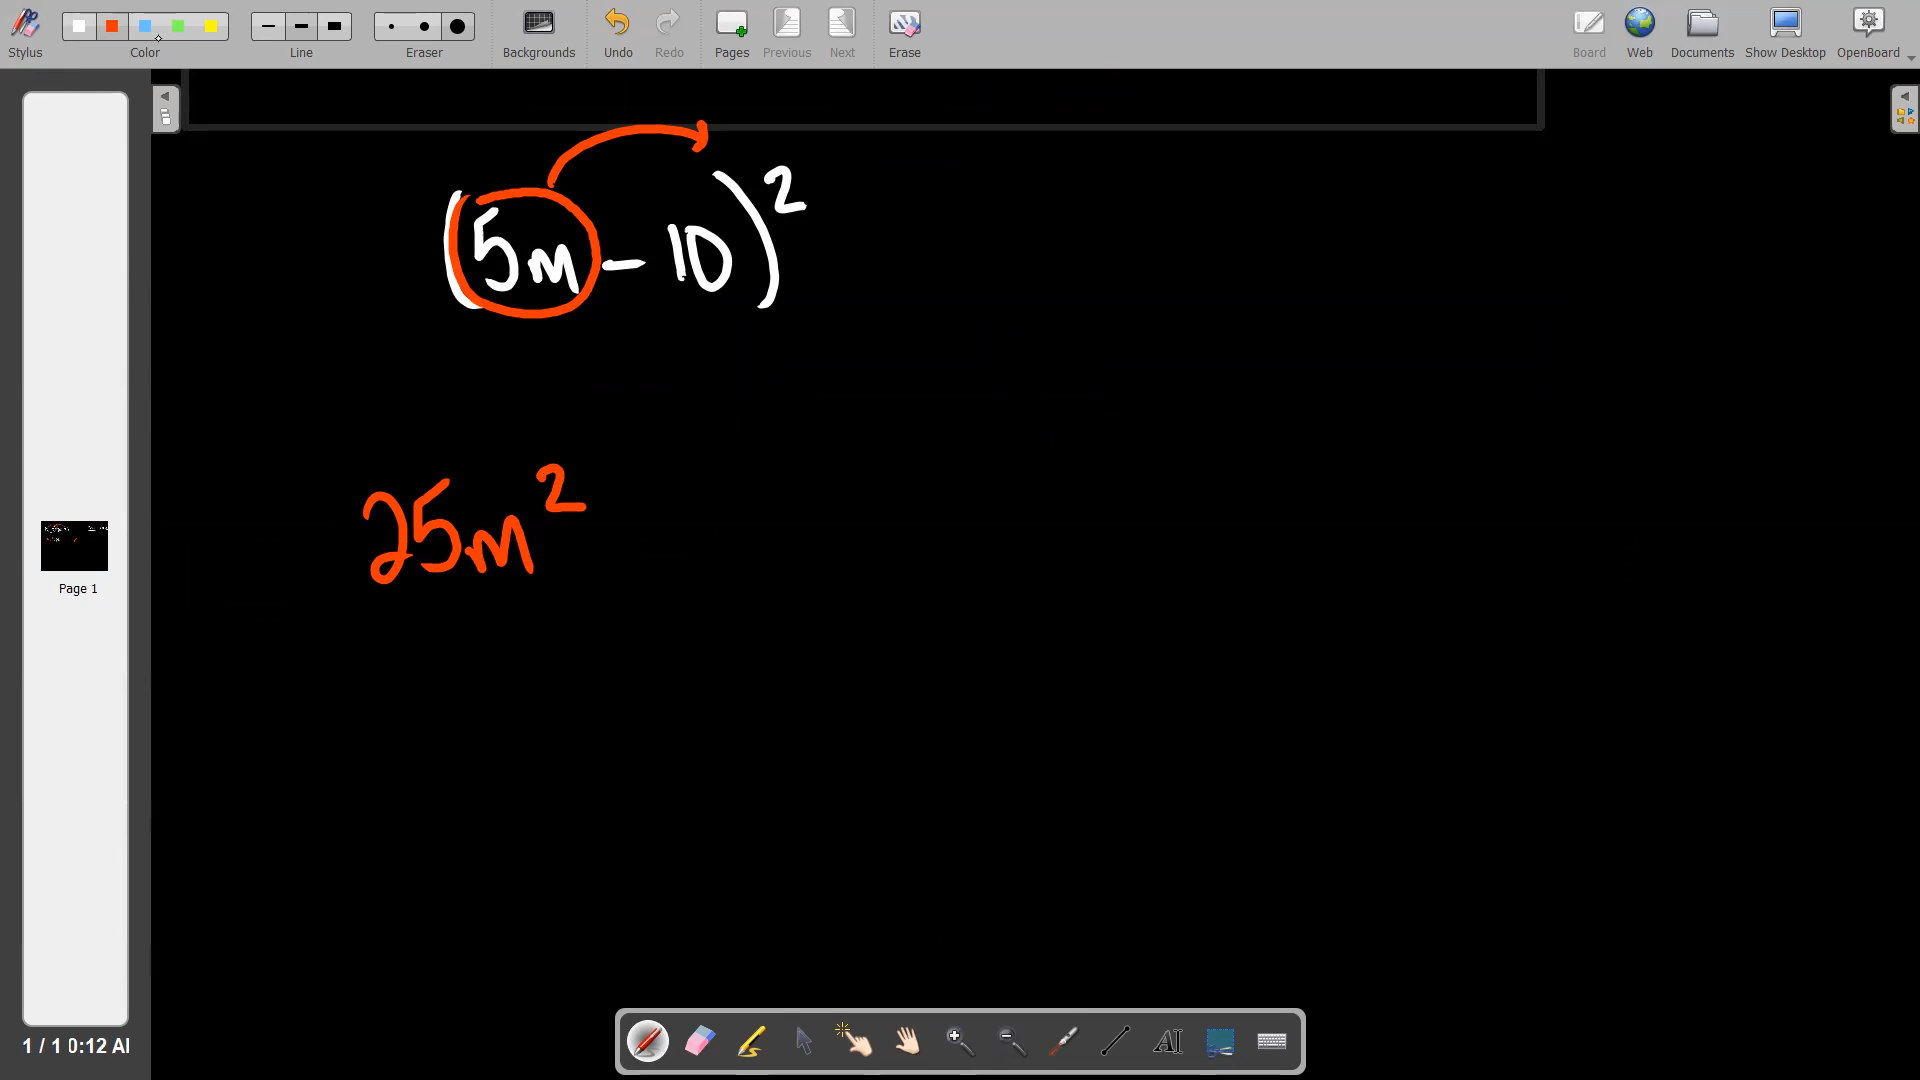 Stylus Color Line Eraser Backgrounds Undo Redo Pages Previous Next Erase Board Web Documents Show Desktop OpenBoard
(5m - 10)²
25m²
Page 1
1 / 1 0:12 AI